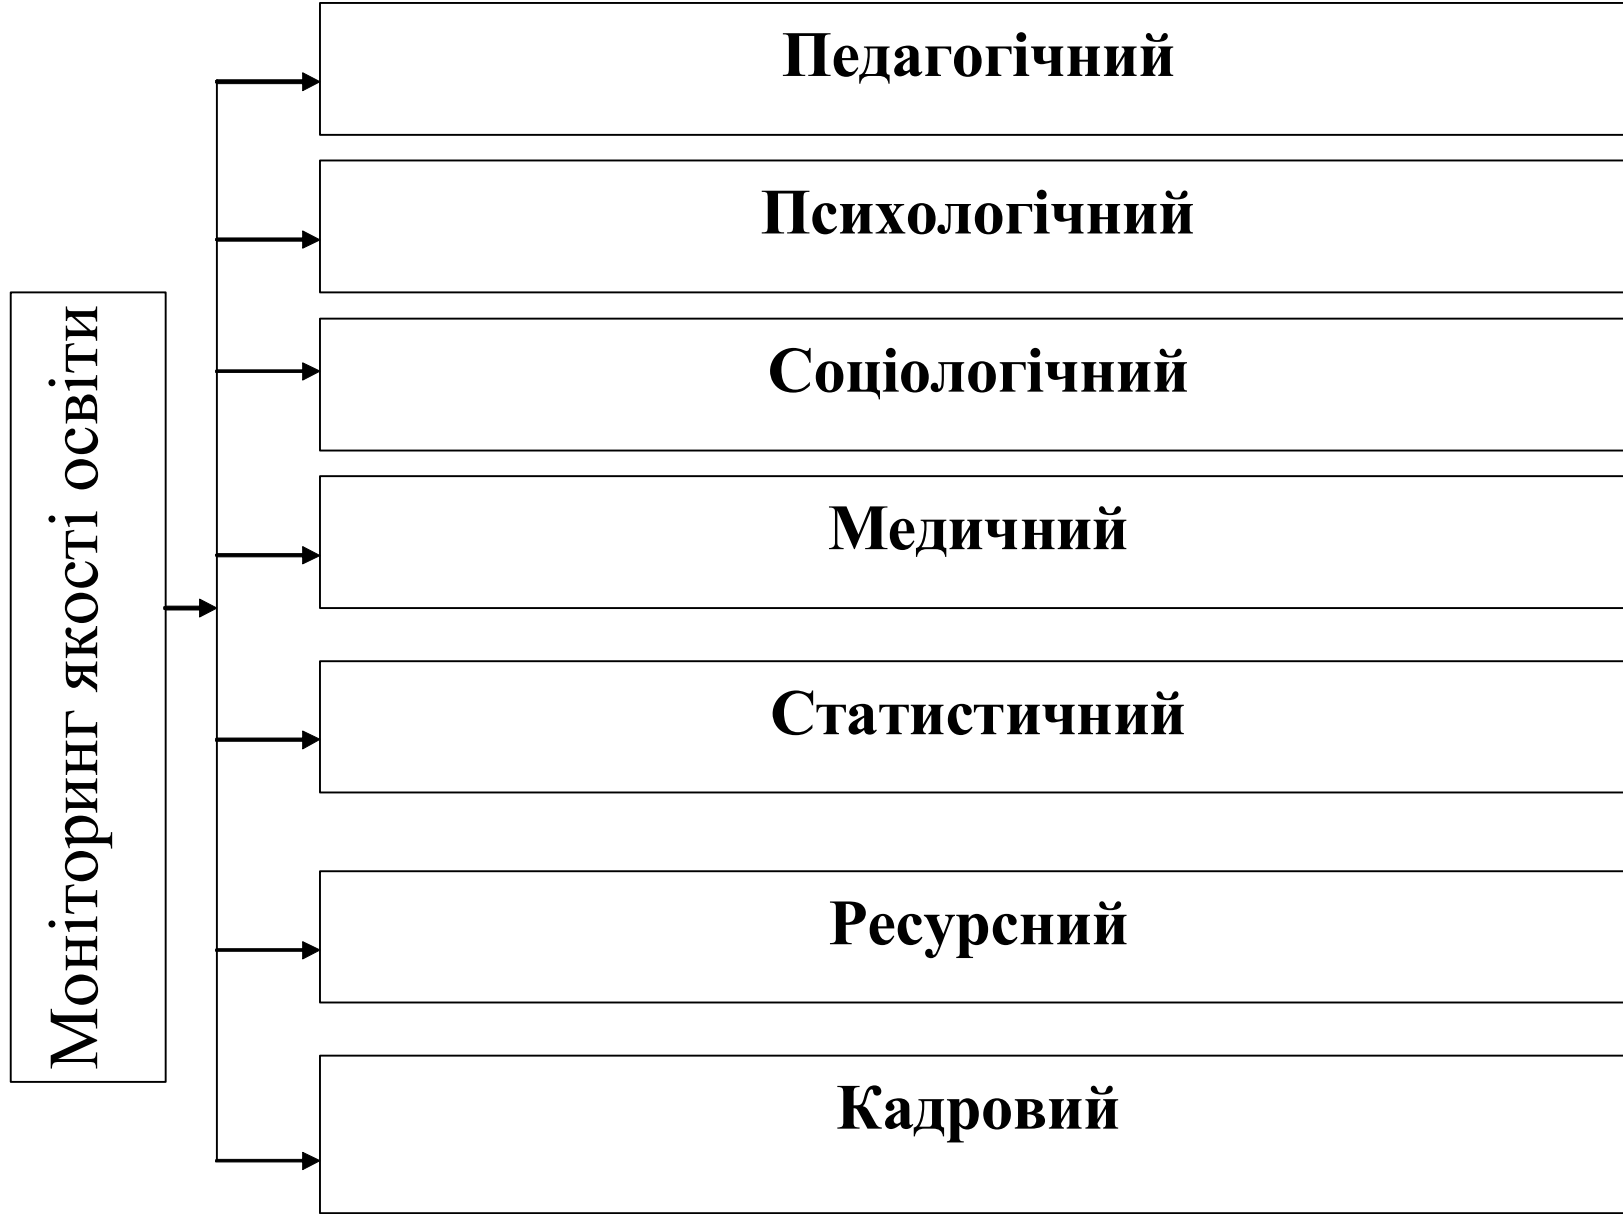 Моніторинг якості освіти
Педагогічний
Психологічний
Соціологічний
Медичний
Статистичний
Ресурсний
Кадровий